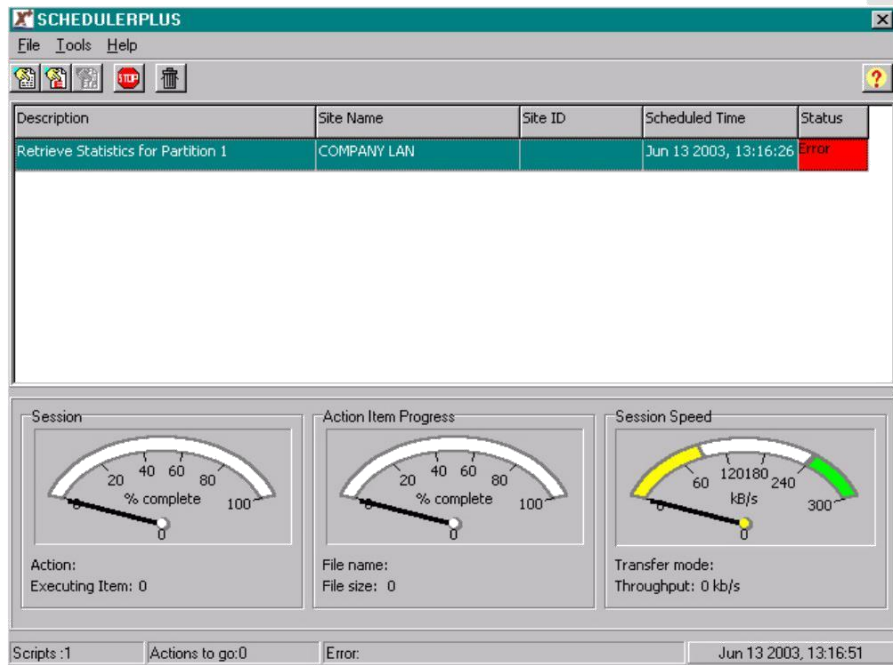 SCHEDULERPLUS
File Tools Help
STOP
?
Description Site Name Site ID Scheduled Time Status
Retrieve Statistics for Partition 1 COMPANY LAN Jun 13 2003, 13:16:26 Error
Session
0 20 40 60 80 100
% complete
0
Action:
Executing Item: 0
Action Item Progress
0 20 40 60 80 100
% complete
0
File name:
File size: 0
Session Speed
0 60 120 180 240 300
kB/s
0
Transfer mode:
Throughput: 0 kb/s
Scripts :1 Actions to go:0 Error: Jun 13 2003, 13:16:51